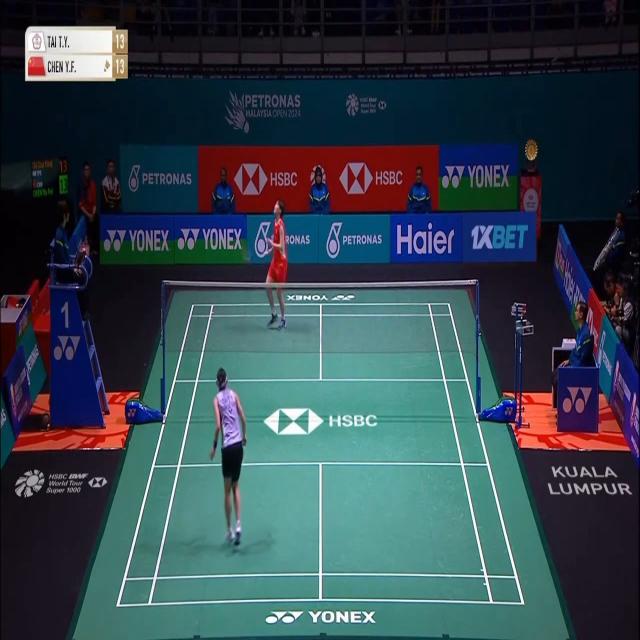 TAI T.Y. 13
CHEN Y.F. 13
PETRONAS
MALAYSIA OPEN 2024
PETRONAS
HSBC
HSBC
YONEX
YONEX
YONEX
PETRONAS
Haier
1XBET
YONEX
1
HSBC
HSBC BWF
World Tour
Super 1000
KUALA
LUMPUR
YONEX